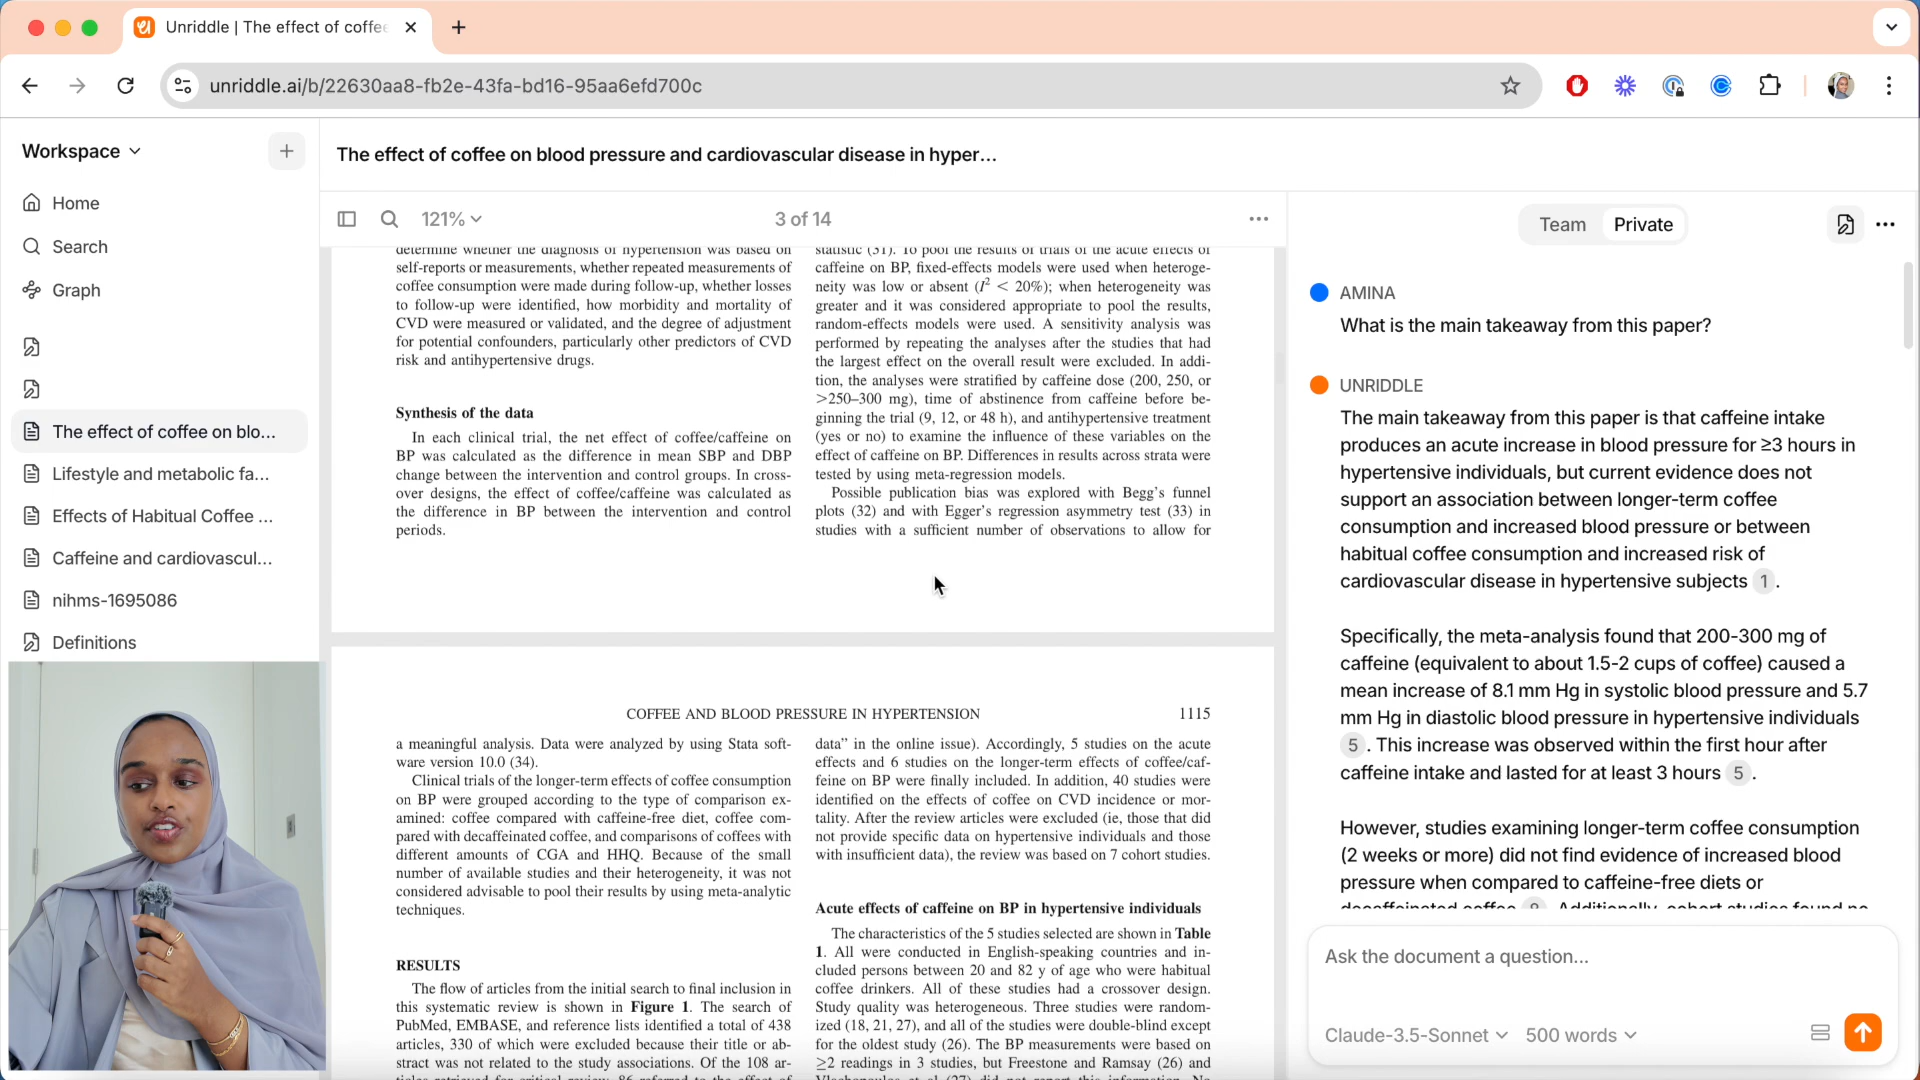 Unriddle | The effect of coffee
unriddle.ai/b/22630aa8-fb2e-43fa-bd16-95aa6efd700c
Workspace
Home
Search
Graph
The effect of coffee on blo...
Lifestyle and metabolic fa...
Effects of Habitual Coffee ...
Caffeine and cardiovascul...
nihms-1695086
Definitions
The effect of coffee on blood pressure and cardiovascular disease in hyper...
121%
3 of 14
determine whether the diagnosis of hypertension was based on
self-reports or measurements, whether repeated measurements of
coffee consumption were made during follow-up, whether losses
to follow-up were identified, how morbidity and mortality of
CVD were measured or validated, and the degree of adjustment
for potential confounders, particularly other predictors of CVD
risk and antihypertensive drugs.
Synthesis of the data
In each clinical trial, the net effect of coffee/caffeine on
BP was calculated as the difference in mean SBP and DBP
change between the intervention and control groups. In cross-
over designs, the effect of coffee/caffeine was calculated as
the difference in BP between the intervention and control
periods.
statistic (31). To pool the results of trials of the acute effects of
caffeine on BP, fixed-effects models were used when heteroge-
neity was low or absent (I² < 20%); when heterogeneity was
greater and it was considered appropriate to pool the results,
random-effects models were used. A sensitivity analysis was
performed by repeating the analyses after the studies that had
the largest effect on the overall result were excluded. In addi-
tion, the analyses were stratified by caffeine dose (200, 250, or
>250–300 mg), time of abstinence from caffeine before be-
ginning the trial (9, 12, or 48 h), and antihypertensive treatment
(yes or no) to examine the influence of these variables on the
effect of caffeine on BP. Differences in results across strata were
tested by using meta-regression models.
Possible publication bias was explored with Begg's funnel
plots (32) and with Egger's regression asymmetry test (33) in
studies with a sufficient number of observations to allow for
COFFEE AND BLOOD PRESSURE IN HYPERTENSION
1115
a meaningful analysis. Data were analyzed by using Stata soft-
ware version 10.0 (34).
Clinical trials of the longer-term effects of coffee consumption
on BP were grouped according to the type of comparison ex-
amined: coffee compared with caffeine-free diet, coffee com-
pared with decaffeinated coffee, and comparisons of coffees with
different amounts of CGA and HHQ. Because of the small
number of available studies and their heterogeneity, it was not
considered advisable to pool their results by using meta-analytic
techniques.
RESULTS
The flow of articles from the initial search to final inclusion in
this systematic review is shown in Figure 1. The search of
PubMed, EMBASE, and reference lists identified a total of 438
articles, 330 of which were excluded because their title or ab-
stract was not related to the study associations. Of the 108 ar-
data” in the online issue). Accordingly, 5 studies on the acute
effects and 6 studies on the longer-term effects of coffee/caf-
feine on BP were finally included. In addition, 40 studies were
identified on the effects of coffee on CVD incidence or mor-
tality. After the review articles were excluded (ie, those that did
not provide specific data on hypertensive individuals and those
with insufficient data), the review was based on 7 cohort studies.
Acute effects of caffeine on BP in hypertensive individuals
The characteristics of the 5 studies selected are shown in Table
1. All were conducted in English-speaking countries and in-
cluded persons between 20 and 82 y of age who were habitual
coffee drinkers. All of these studies had a crossover design.
Study quality was heterogeneous. Three studies were random-
ized (18, 21, 27), and all of the studies were double-blind except
for the oldest study (26). The BP measurements were based on
≥2 readings in 3 studies, but Freestone and Ramsay (26) and
Team
Private
AMINA
What is the main takeaway from this paper?
UNRIDDLE
The main takeaway from this paper is that caffeine intake
produces an acute increase in blood pressure for ≥3 hours in
hypertensive individuals, but current evidence does not
support an association between longer-term coffee
consumption and increased blood pressure or between
habitual coffee consumption and increased risk of
cardiovascular disease in hypertensive subjects 1 .
Specifically, the meta-analysis found that 200-300 mg of
caffeine (equivalent to about 1.5-2 cups of coffee) caused a
mean increase of 8.1 mm Hg in systolic blood pressure and 5.7
mm Hg in diastolic blood pressure in hypertensive individuals
5 . This increase was observed within the first hour after
caffeine intake and lasted for at least 3 hours 5 .
However, studies examining longer-term coffee consumption
(2 weeks or more) did not find evidence of increased blood
pressure when compared to caffeine-free diets or
decaffeinated coffee 8 . Additionally, cohort studies found no
Ask the document a question...
Claude-3.5-Sonnet
500 words